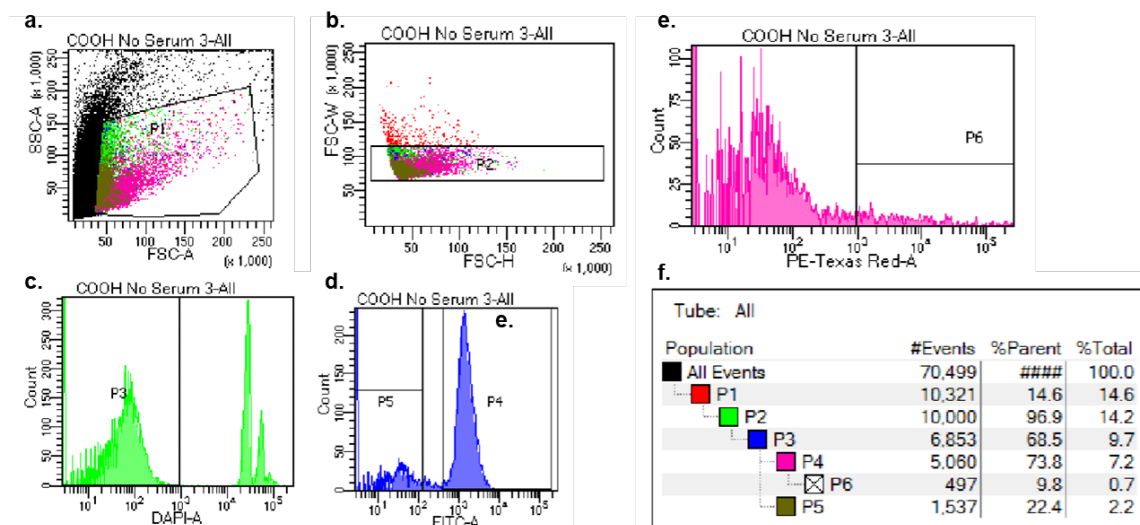 a.
COOH No Serum 3-All
SSC-A
(x 1,000)
50 100 150 200 250
P1
50 100 150 200 250
FSC-A
(x 1,000)
b.
COOH No Serum 3-All
FSC-W
(x 1,000)
50 100 150 200 250
P2
50 100 150 200 250
FSC-H
(x 1,000)
e.
COOH No Serum 3-All
Count
0 25 50 75 100
P6
10^1 10^2 10^3 10^4 10^5
PE-Texas Red-A
c.
COOH No Serum 3-All
Count
0 50 100 150 200 250 300
P3
10^1 10^2 10^3 10^4 10^5
DAPI-A
d.
COOH No Serum 3-All
e.
Count
0 50 100 150 200
P5
P4
10^1 10^2 10^3 10^4 10^5
FITC-A
f.
Tube: All
Population #Events %Parent %Total
All Events 70,499 #### 100.0
P1 10,321 14.6 14.6
P2 10,000 96.9 14.2
P3 6,853 68.5 9.7
P4 5,060 73.8 7.2
P6 497 9.8 0.7
P5 1,537 22.4 2.2